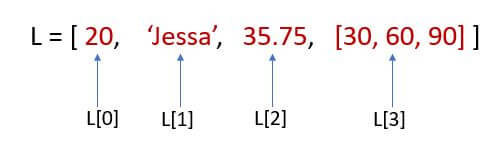 L = [ 20, ‘Jessa’, 35.75, [30, 60, 90] ]
L[0] L[1] L[2] L[3]